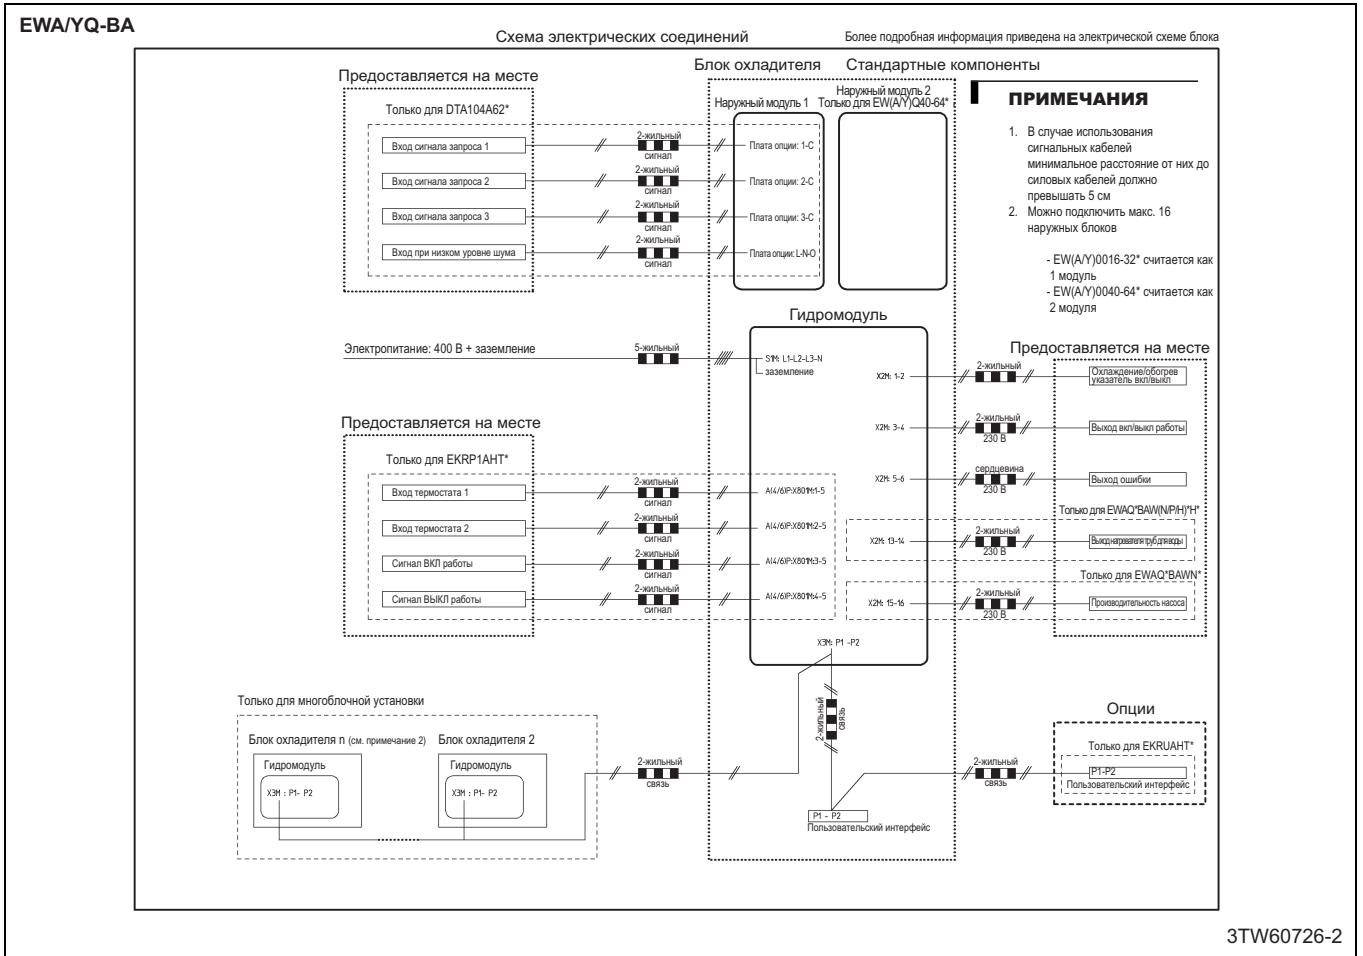 EWA/YQ-BA
Схема электрических соединений
Более подробная информация приведена на электрической схеме блока
Предоставляется на месте
Блок охладителя
Стандартные компоненты
Только для DTA104A62*
Наружный модуль 1
Наружный модуль 2
Только для EW(A/Y)Q40-64*
Вход сигнала запроса 1
2-жильный
сигнал
Плата опции: 1-C
Вход сигнала запроса 2
2-жильный
сигнал
Плата опции: 2-C
Вход сигнала запроса 3
2-жильный
сигнал
Плата опции: 3-C
Вход при низком уровне шума
2-жильный
сигнал
Плата опции: L-N-O
ПРИМЕЧАНИЯ
1. В случае использования
сигнальных кабелей
минимальное расстояние от них до
силовых кабелей должно
превышать 5 см
2. Можно подключить макс. 16
наружных блоков
- EW(A/Y)0016-32* считается как
1 модуль
- EW(A/Y)0040-64* считается как
2 модуля
Гидромодуль
Электропитание: 400 В + заземление
5-жильный
S1M: L1-L2-L3-N
заземление
Предоставляется на месте
X2M: 1-2
2-жильный
Охлаждение/обогрев
указатель вкл/выкл
X2M: 3-4
2-жильный
230 В
Выход вкл/выкл работы
X2M: 5-6
сердцевина
230 В
Выход ошибки
Только для EWAQ*BAW(N/P/H)*H*
X2M: 13-14
2-жильный
230 В
Выход нагревателя труб для воды
Только для EWAQ*BAWN*
X2M: 15-16
2-жильный
230 В
Производительность насоса
Предоставляется на месте
Только для EKRP1AHT*
Вход термостата 1
2-жильный
сигнал
A(4/6)P:X801M:1-5
Вход термостата 2
2-жильный
сигнал
A(4/6)P:X801M:2-5
Сигнал ВКЛ работы
2-жильный
сигнал
A(4/6)P:X801M:3-5
Сигнал ВЫКЛ работы
2-жильный
сигнал
A(4/6)P:X801M:4-5
X3M: P1 -P2
2-жильный
связь
Только для многоблочной установки
Блок охладителя n (см. примечание 2)
Блок охладителя 2
Гидромодуль
Гидромодуль
X3M : P1- P2
X3M : P1- P2
2-жильный
связь
P1 - P2
Пользовательский интерфейс
2-жильный
связь
Опции
Только для EKRUAHT*
P1-P2
Пользовательский интерфейс
3TW60726-2